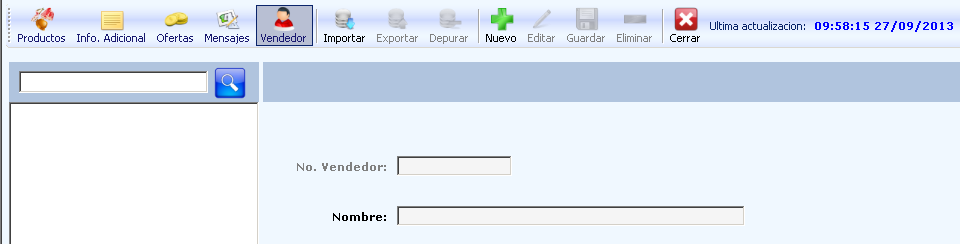 Productos Info. Adicional Ofertas Mensajes Vendedor Importar Exportar Depurar Nuevo Editar Guardar Eliminar Cerrar Ultima actualizacion: 09:58:15 27/09/2013
No. Vendedor:
Nombre: